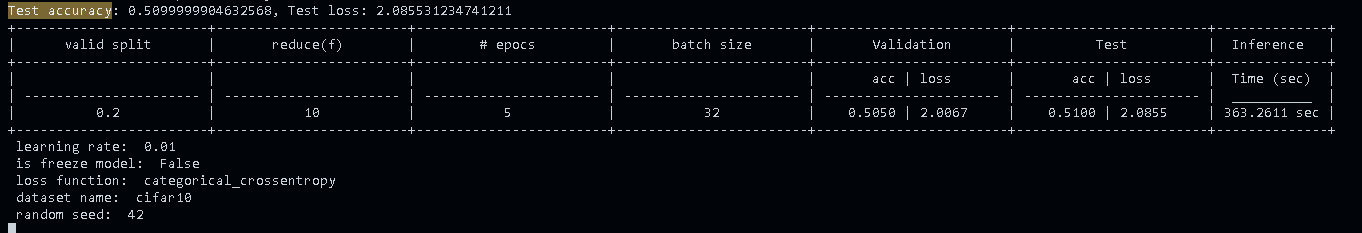 Test accuracy: 0.5099999904632568, Test loss: 2.085531234741211
valid split | reduce(f) | # epocs | batch size | Validation | Test | Inference
acc | loss | acc | loss | Time (sec)
0.2 | 10 | 5 | 32 | 0.5050 | 2.0067 | 0.5100 | 2.0855 | 363.2611 sec
learning rate: 0.01
is freeze model: False
loss function: categorical_crossentropy
dataset name: cifar10
random seed: 42